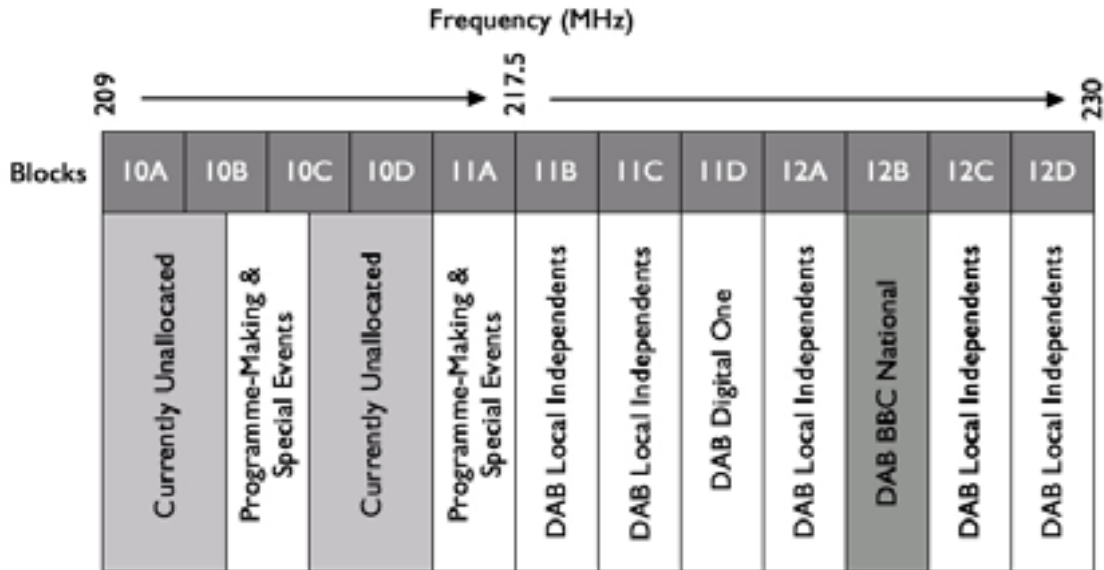 Frequency (MHz)
209
217.5
230
Blocks
10A
10B
10C
10D
11A
11B
11C
11D
12A
12B
12C
12D
Currently Unallocated
Programme-Making &
Special Events
Currently Unallocated
Programme-Making &
Special Events
DAB Local Independents
DAB Local Independents
DAB Digital One
DAB Local Independents
DAB BBC National
DAB Local Independents
DAB Local Independents